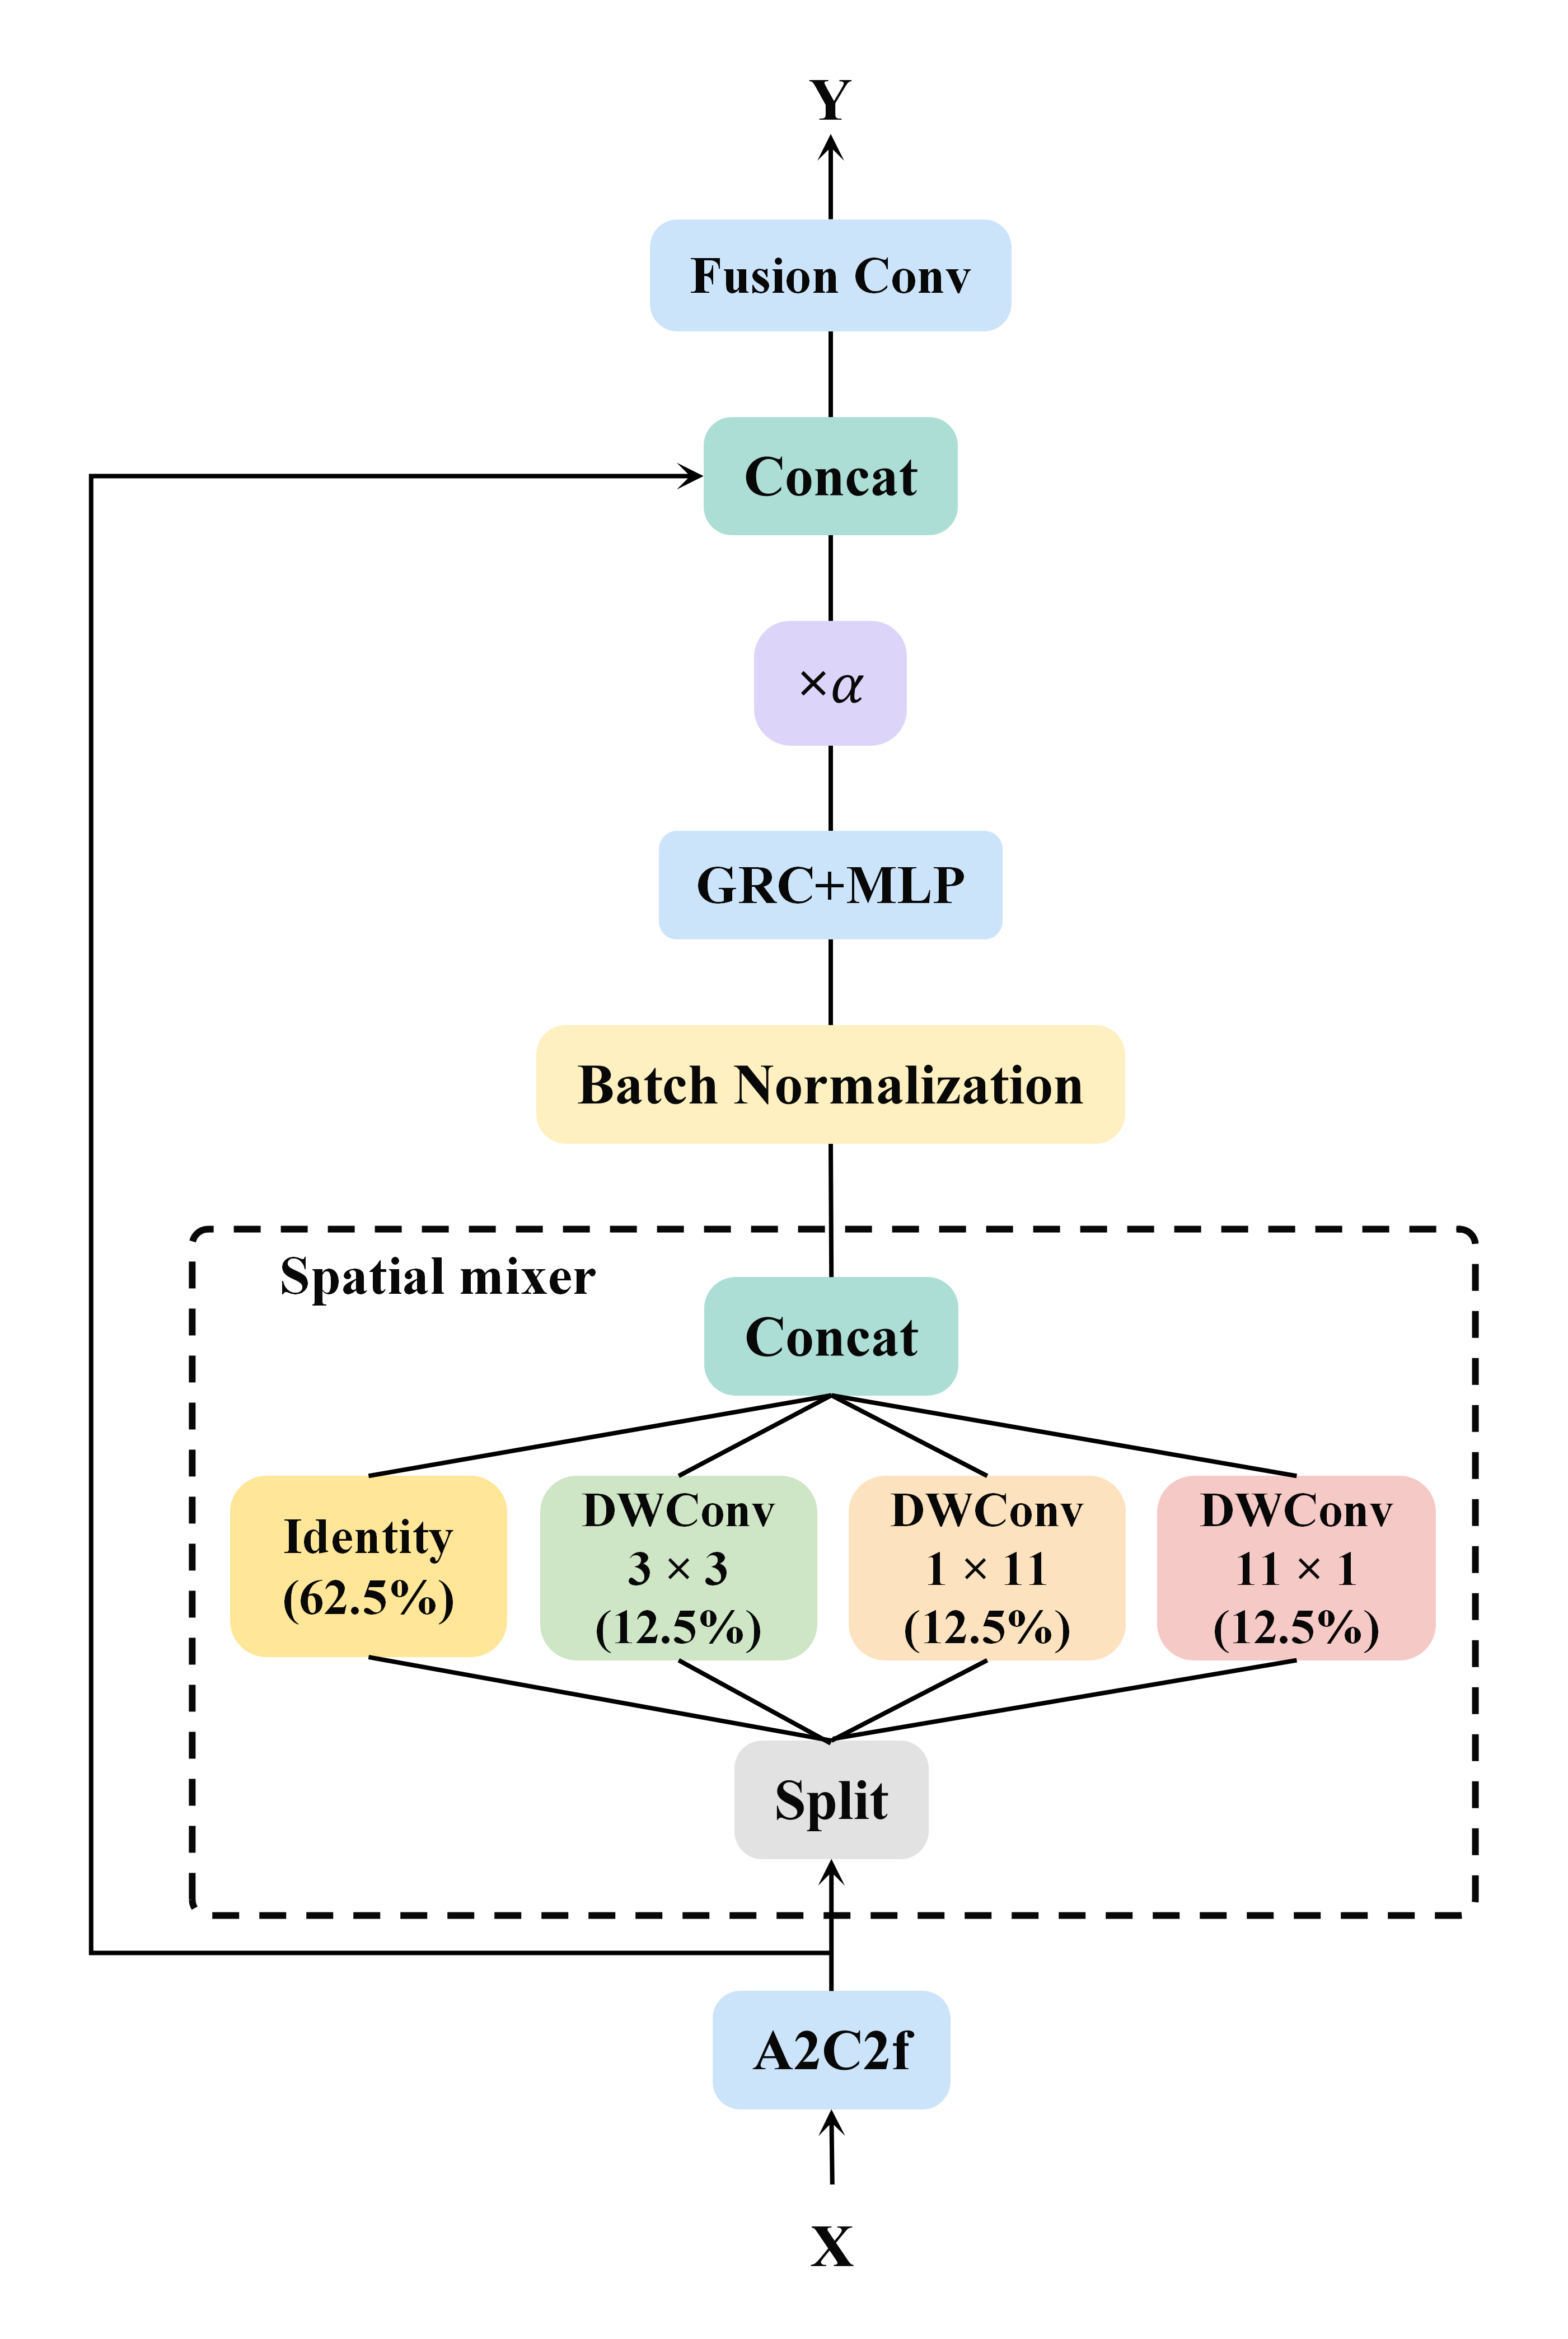 Y
Fusion Conv
Concat
×α
GRC+MLP
Batch Normalization
Spatial mixer
Concat
Identity
(62.5%)
DWConv
3 × 3
(12.5%)
DWConv
1 × 11
(12.5%)
DWConv
11 × 1
(12.5%)
Split
A2C2f
X